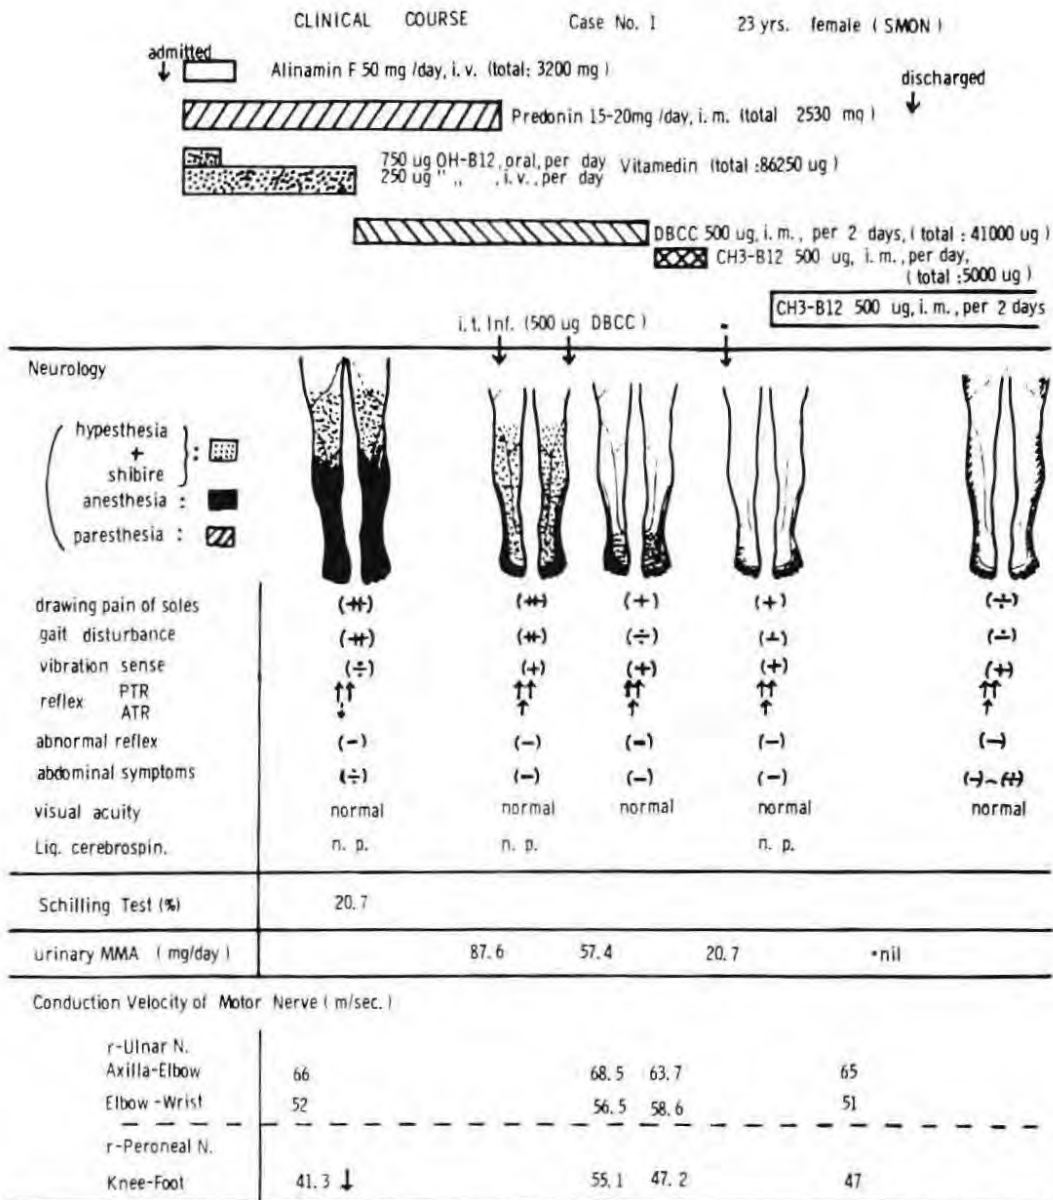 CLINICAL COURSE Case No. 1 23 yrs. female (SMON)
admitted
↓ Alinamin F 50 mg /day, i. v. (total: 3200 mg)
discharged
↓
Predonin 15-20mg /day, i. m. (total 2530 mg)
750 ug OH-B12, oral, per day Vitamedin (total :86250 ug)
250 ug " ,, , i. v., per day
DBCC 500 ug, i. m., per 2 days, (total : 41000 ug)
CH3-B12 500 ug, i. m., per day,
(total :5000 ug)
CH3-B12 500 ug, i. m., per 2 days
i. t. Inf. (500 ug DBCC)
Neurology
hypesthesia
+
shibire
anesthesia :
paresthesia :
drawing pain of soles (++) (+++) (+) (+) (÷)
gait disturbance (+++) (++) (÷) (÷)
vibration sense (÷) (+) (+) (+) (+)
reflex PTR ↑↑ ↑↑ ↑↑ ↑↑ ↑↑
ATR ↓ ↑ ↑ ↑ ↑
abnormal reflex (-) (-) (-) (-) (-)
abdominal symptoms (÷) (-) (-) (-) (-)~(++)
visual acuity normal normal normal normal normal
Liq. cerebrospin. n. p. n. p. n. p.
Schilling Test (%) 20.7
urinary MMA (mg/day) 87.6 57.4 20.7 •nil
Conduction Velocity of Motor Nerve (m/sec.)
r-Ulnar N.
Axilla-Elbow 66 68.5 63.7 65
Elbow -Wrist 52 56.5 58.6 51
r-Peroneal N.
Knee-Foot 41.3 ↓ 55.1 47.2 47